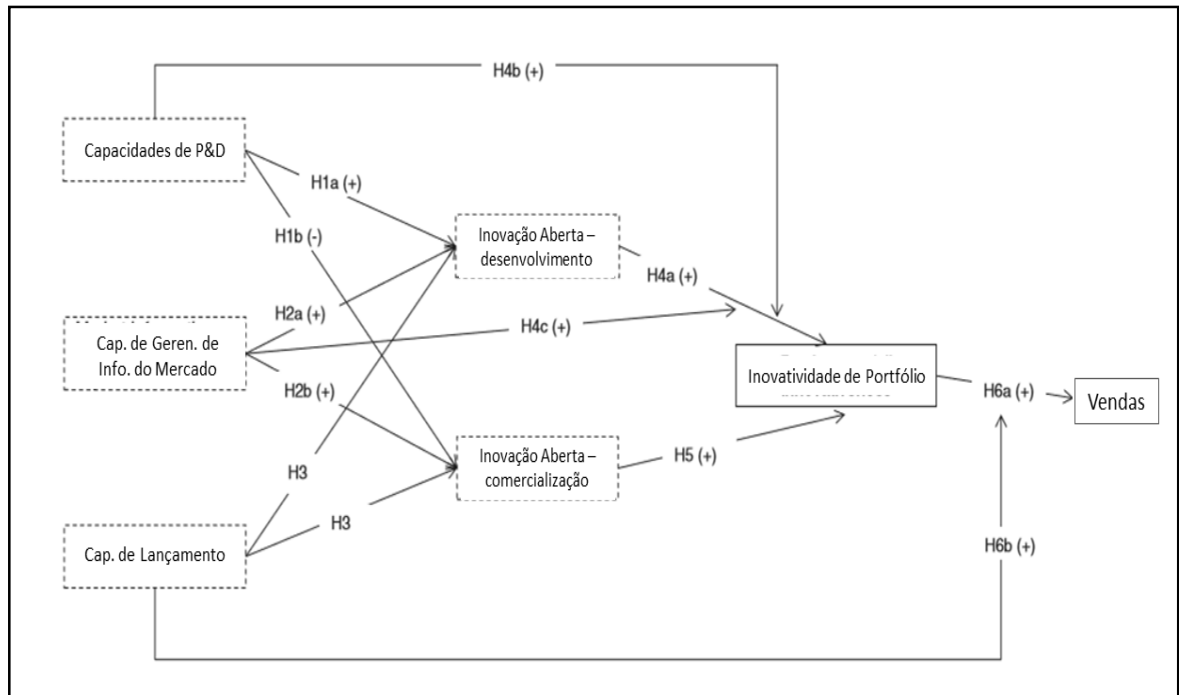 H4b (+)
Capacidades de P&D
H1a (+)
H1b (-)
Inovação Aberta –
desenvolvimento
H4a (+)
H2a (+)
H4c (+)
Cap. de Geren. de
Info. do Mercado
Inovatividade de Portfólio
H6a (+)
Vendas
H2b (+)
Inovação Aberta –
comercialização
H5 (+)
H3
H3
Cap. de Lançamento
H6b (+)